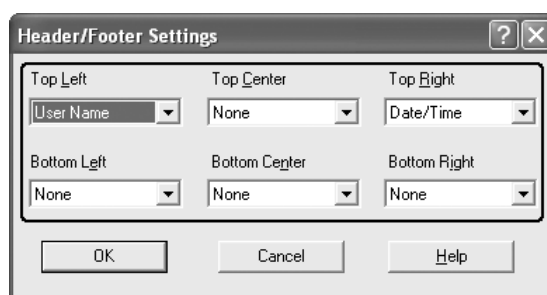 Header/Footer Settings
Top Left Top Center Top Right
User Name None Date/Time
Bottom Left Bottom Center Bottom Right
None None None
OK Cancel Help